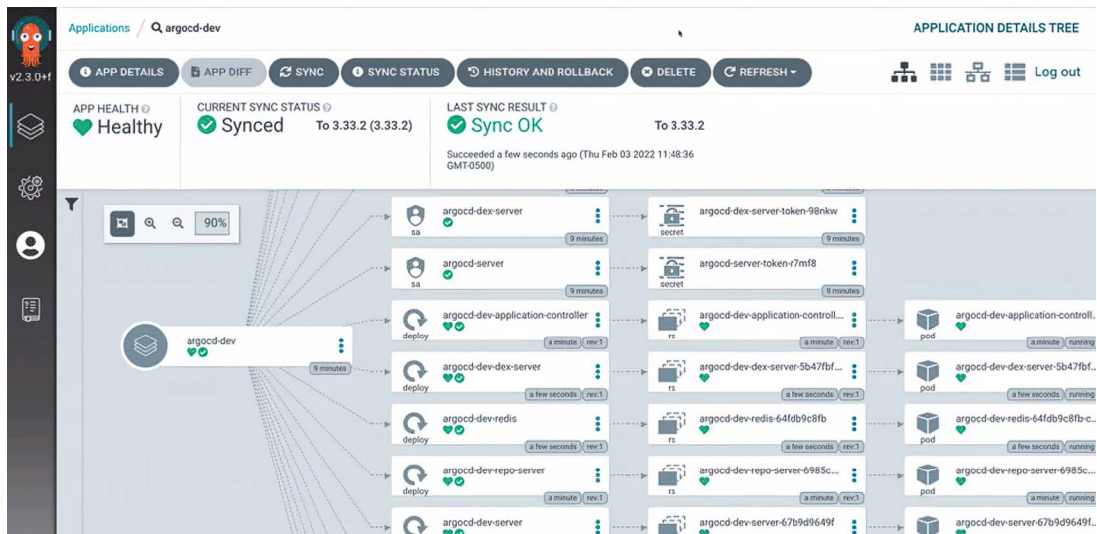 Applications / argocd-dev
APPLICATION DETAILS TREE
v2.3.0+f
APP DETAILS
APP DIFF
SYNC
SYNC STATUS
HISTORY AND ROLLBACK
DELETE
REFRESH
Log out
APP HEALTH
Healthy
CURRENT SYNC STATUS
Synced To 3.33.2 (3.33.2)
LAST SYNC RESULT
Sync OK To 3.33.2
Succeeded a few seconds ago (Thu Feb 03 2022 11:48:36
GMT-0500)
90%
argocd-dev
9 minutes
argocd-dex-server
sa
9 minutes
argocd-dex-server-token-98nkw
secret
9 minutes
argocd-server
sa
9 minutes
argocd-server-token-r7mf8
secret
9 minutes
argocd-dev-application-controller
deploy
a minute rev:1
argocd-dev-application-controll...
rs
a minute rev:1
argocd-dev-application-controll..
pod
a minute running
argocd-dev-dex-server
deploy
a few seconds rev:1
argocd-dev-dex-server-5b47fbf...
rs
a few seconds rev:1
argocd-dev-dex-server-5b47fbf..
pod
a few seconds running
argocd-dev-redis
deploy
a few seconds rev:1
argocd-dev-redis-64fdb9c8fb
rs
a few seconds rev:1
argocd-dev-redis-64fdb9c8fb-c..
pod
a few seconds running
argocd-dev-repo-server
deploy
a minute rev:1
argocd-dev-repo-server-6985c...
rs
a minute rev:1
argocd-dev-repo-server-6985c..
pod
a minute running
argocd-dev-server
argocd-dev-server-67b9d9649f
argocd-dev-server-67b9d9649f..